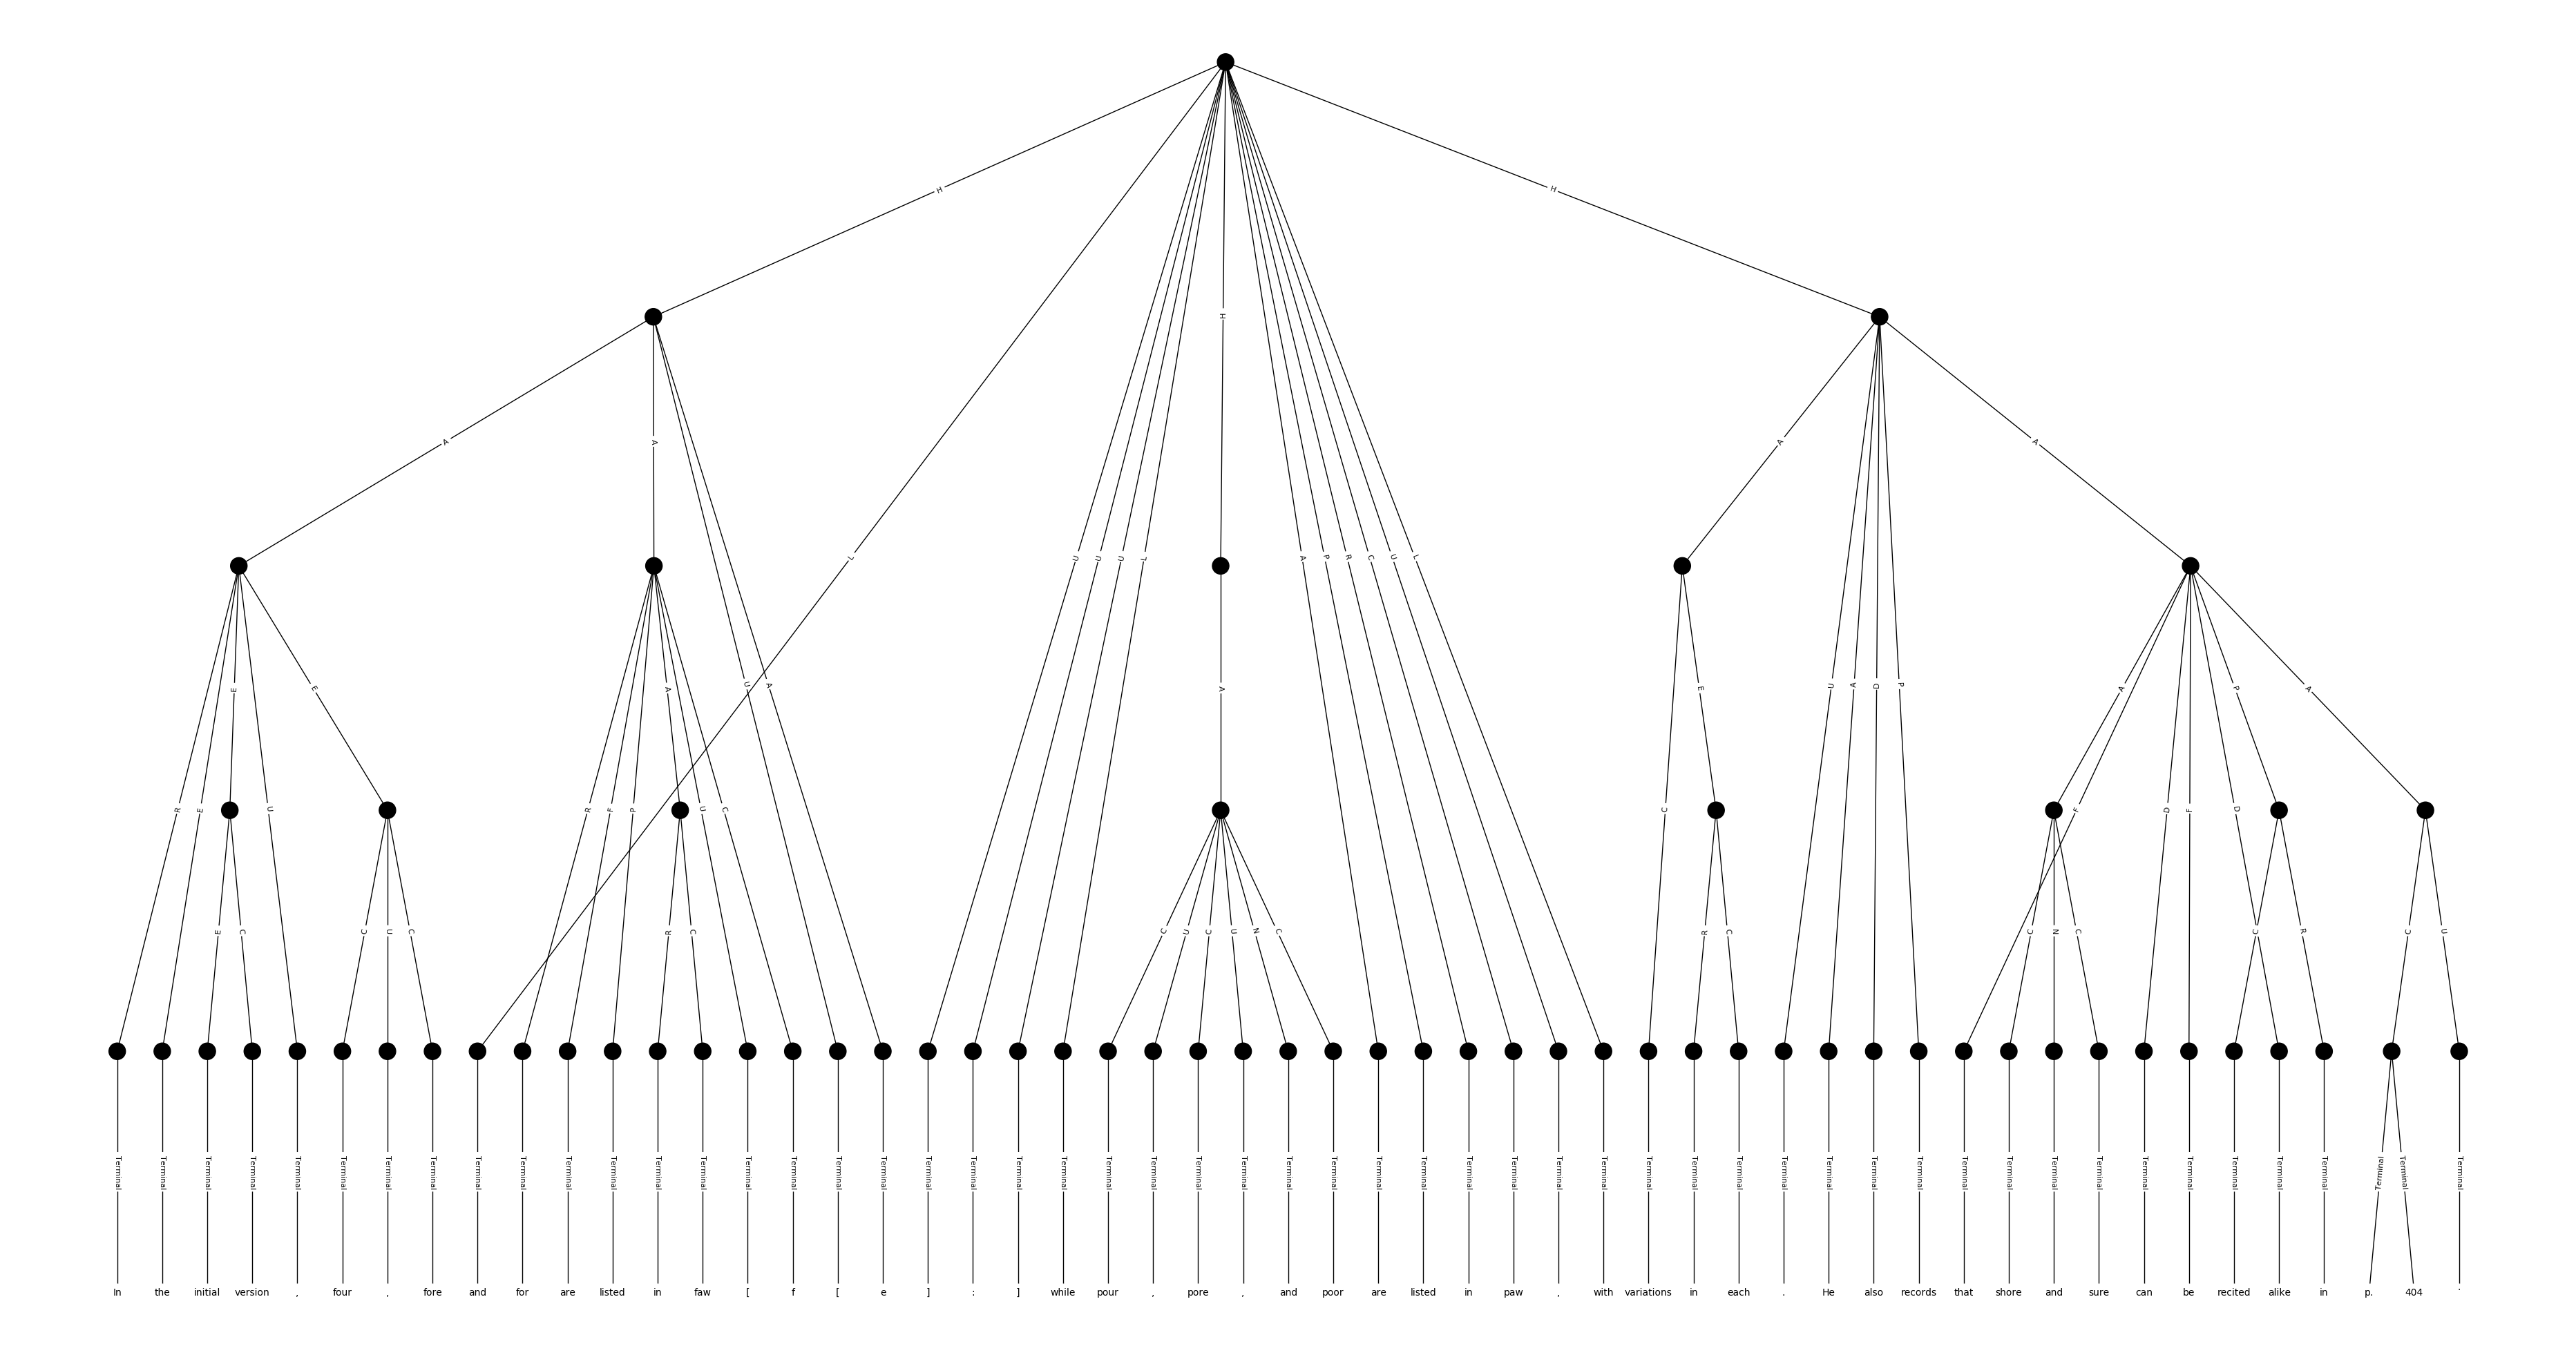 H H
H
A A A A
L U U U L A P R C U L
E E A U A A E U A D P A P A
R E U R F P U C C F D F D
E C C U C R C C U C U N C R C C N C C R C U
Terminal Terminal Terminal Terminal Terminal Terminal Terminal Terminal Terminal Terminal Terminal Terminal Terminal Terminal Terminal Terminal Terminal Terminal Terminal Terminal Terminal Terminal Terminal Terminal Terminal Terminal Terminal Terminal Terminal Terminal Terminal Terminal Terminal Terminal Terminal Terminal Terminal Terminal Terminal Terminal Terminal Terminal Terminal Terminal Terminal Terminal Terminal Terminal Terminal Terminal Terminal Terminal Terminal
In the initial version , four , fore and for are listed in faw [ f [ e ] : ] while pour , pore , and poor are listed in paw , with variations in each . He also records that shore and sure can be recited alike in p. 404